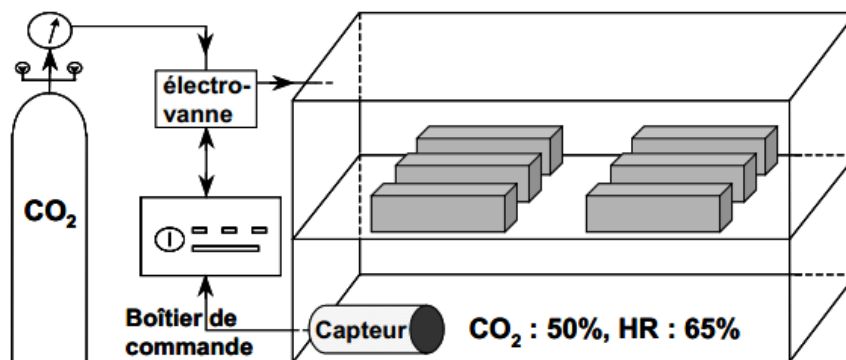 électro-
vanne
CO₂
Boîtier de
commande
Capteur
CO₂ : 50%, HR : 65%